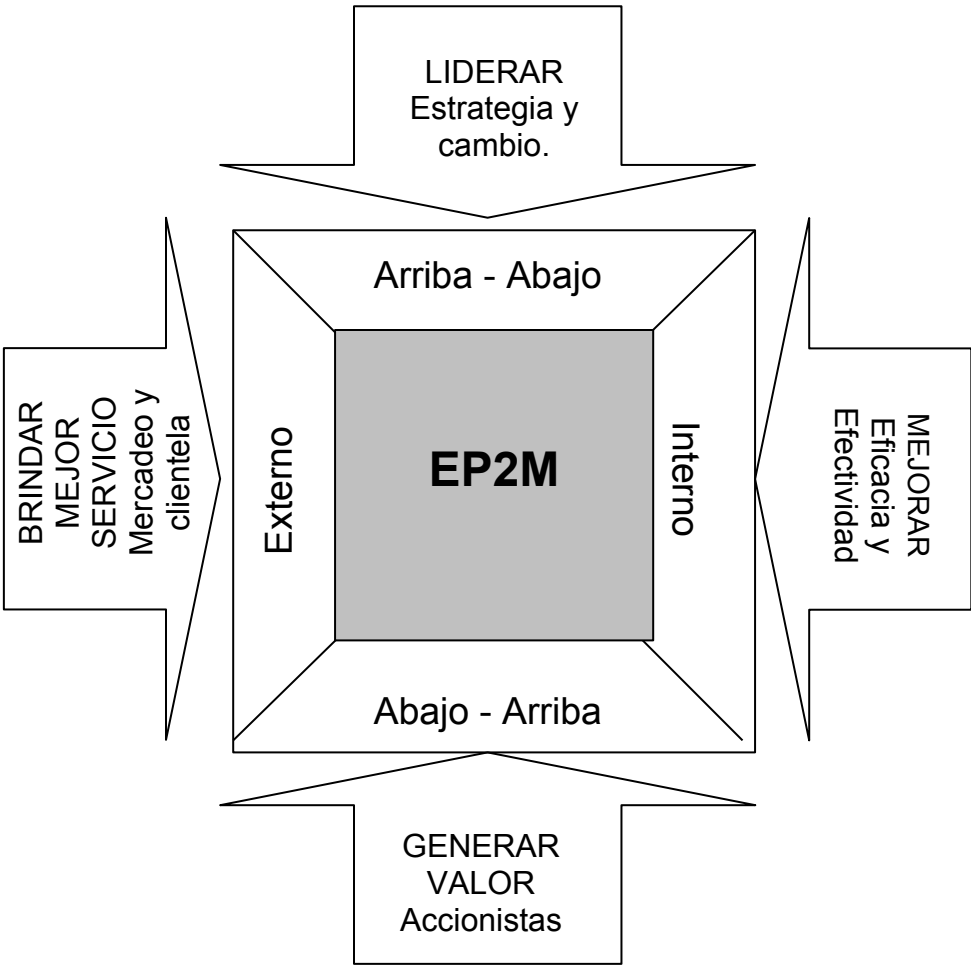 LIDERAR
Estrategia y
cambio.
Arriba - Abajo
BRINDAR
MEJOR
SERVICIO
Mercadeo y
clientela
Externo
EP2M
Interno
MEJORAR
Eficacia y
Efectividad
Abajo - Arriba
GENERAR
VALOR
Accionistas